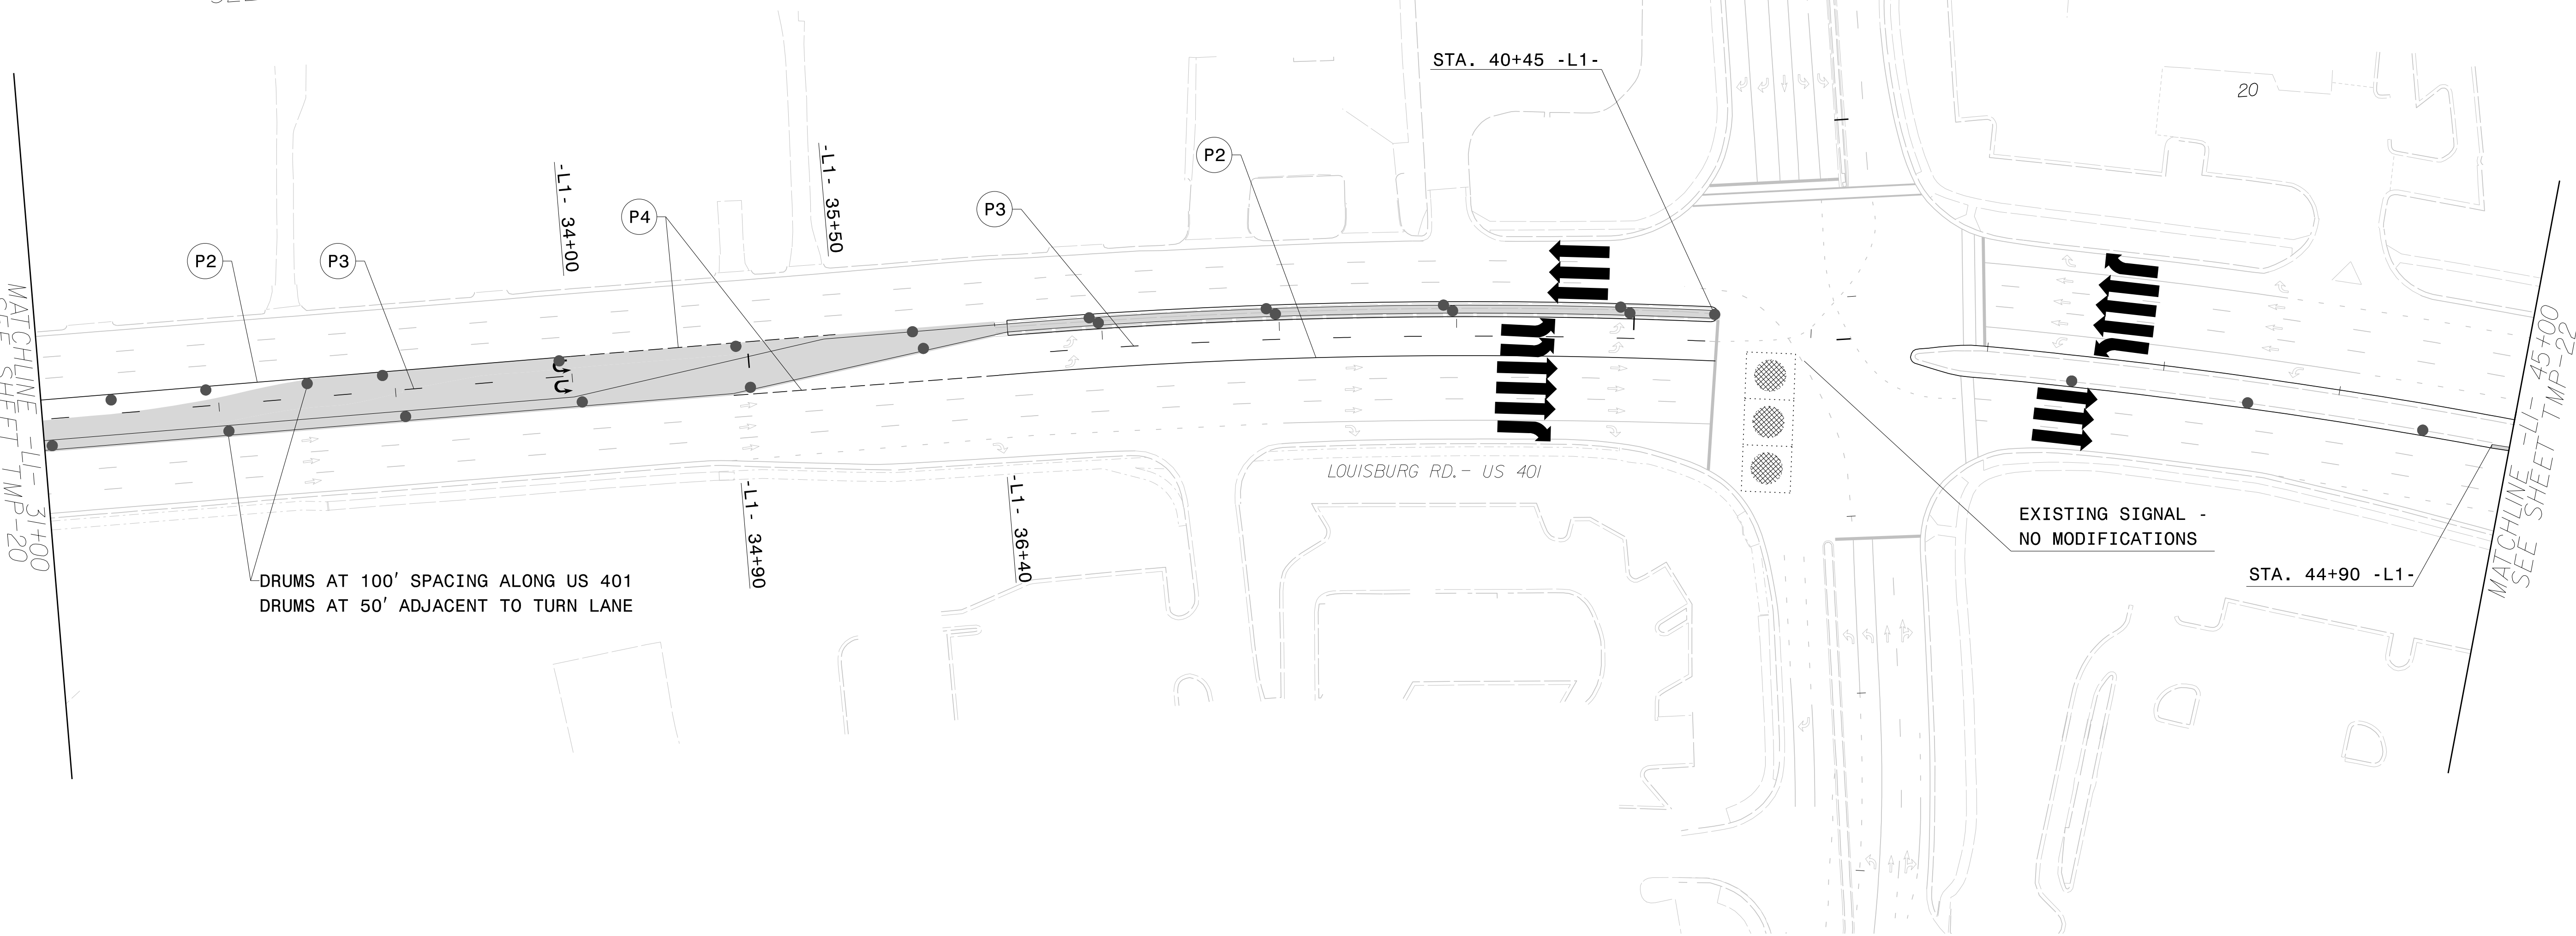 STA. 40+45 -L1-
20
P2
P3
P4
-L1- 34+00
-L1- 35+50
P3
P2
MATCHLINE -L1- 31+00
SEE SHEET TMP-20
DRUMS AT 100' SPACING ALONG US 401
DRUMS AT 50' ADJACENT TO TURN LANE
-L1- 34+90
-L1- 36+40
LOUISBURG RD.- US 401
EXISTING SIGNAL -
NO MODIFICATIONS
STA. 44+90 -L1-
MATCHLINE -L1- 45+00
SEE SHEET TMP-22